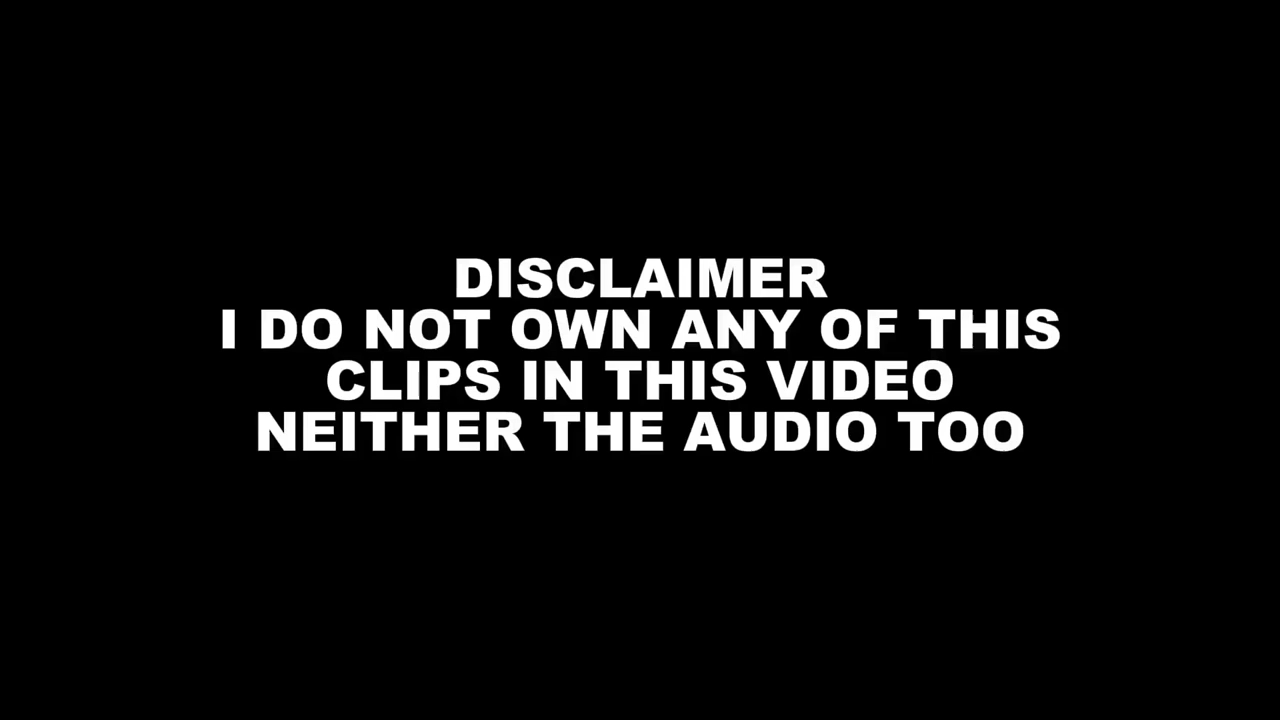 DISCLAIMER
I DO NOT OWN ANY OF THIS
CLIPS IN THIS VIDEO
NEITHER THE AUDIO TOO